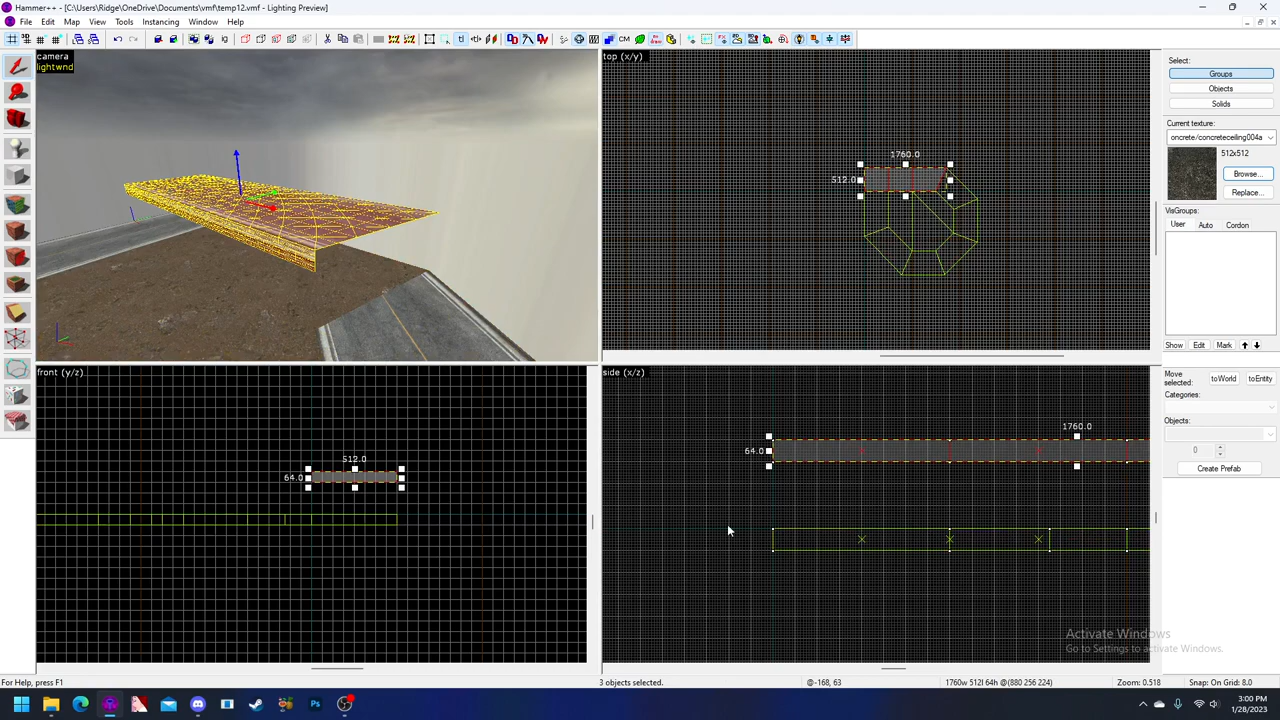 Hammer++ - [C:\Users\Ridge\OneDrive\Documents\vmf\temp12.vmf - Lighting Preview]
File Edit Map View Tools Instancing Window Help
camera
lightwnd
top (x/y)
1760.0
512.0
front (y/z)
512.0
64.0
side (x/z)
1760.0
64.0
Select:
Groups
Objects
Solids
Current texture:
oncrete/concreteceiling004a
512x512
Browse...
Replace...
VisGroups:
User Auto Cordon
Show Edit Mark
Move
selected:
toWorld toEntity
Categories:
Objects:
0
Create Prefab
Activate Windows
Go to Settings to activate Windows.
For Help, press F1
3 objects selected.
@-168, 63
1760w 512l 64h @(880 256 224)
Zoom: 0.518
Snap: On Grid: 8.0
3:00 PM
1/28/2023